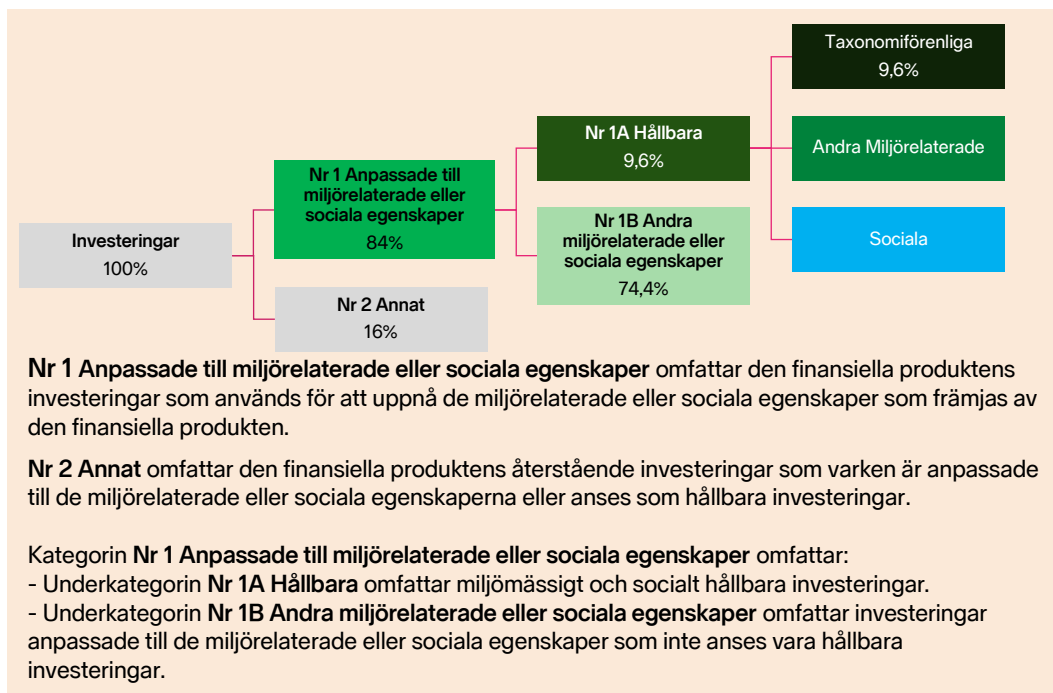 Investeringar
100%
Nr 1 Anpassade till
miljörelaterade eller
sociala egenskaper
84%
Nr 2 Annat
16%
Nr 1A Hållbara
9,6%
Nr 1B Andra
miljörelaterade eller
sociala egenskaper
74,4%
Taxonomiförenliga
9,6%
Andra Miljörelaterade
Sociala
Nr 1 Anpassade till miljörelaterade eller sociala egenskaper omfattar den finansiella produktens
investeringar som används för att uppnå de miljörelaterade eller sociala egenskaper som främjas av
den finansiella produkten.
Nr 2 Annat omfattar den finansiella produktens återstående investeringar som varken är anpassade
till de miljörelaterade eller sociala egenskaperna eller anses som hållbara investeringar.
Kategorin Nr 1 Anpassade till miljörelaterade eller sociala egenskaper omfattar:
- Underkategorin Nr 1A Hållbara omfattar miljömässigt och socialt hållbara investeringar.
- Underkategorin Nr 1B Andra miljörelaterade eller sociala egenskaper omfattar investeringar
anpassade till de miljörelaterade eller sociala egenskaper som inte anses vara hållbara
investeringar.